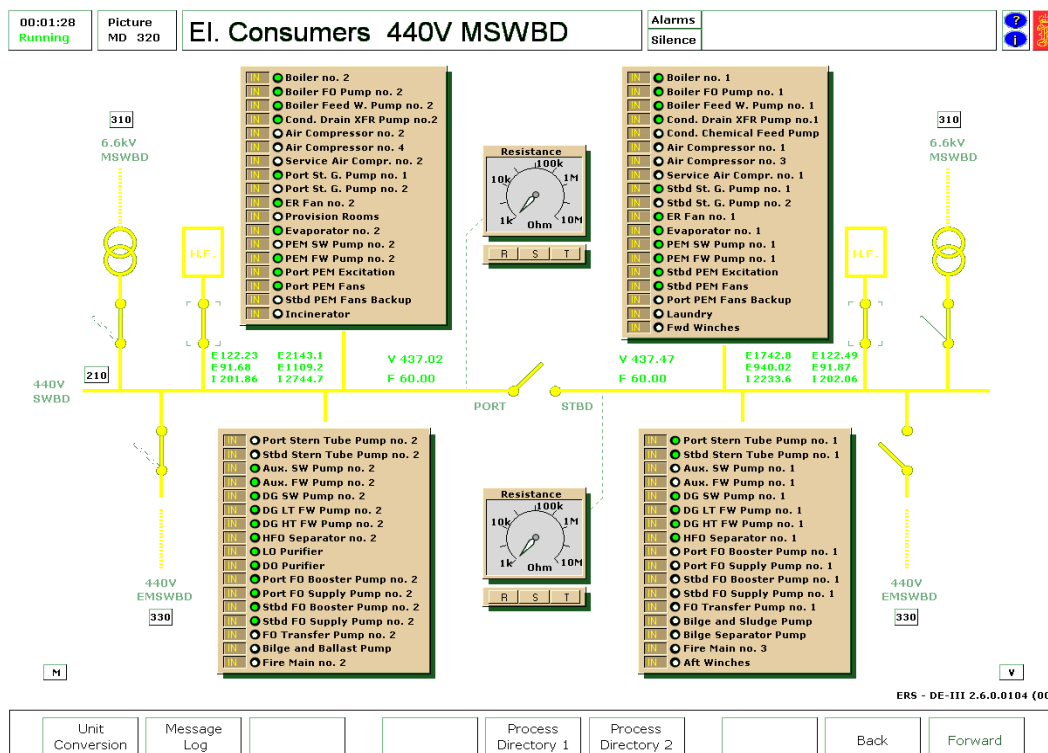 00:01:28
Running
Picture
MD 320
El. Consumers 440V MSWBD
Alarms
Silence
?
i
IN Boiler no. 2
IN Boiler FO Pump no. 2
IN Boiler Feed W. Pump no. 2
IN Cond. Drain XFR Pump no.2
IN Air Compressor no. 2
IN Air Compressor no. 4
IN Service Air Compr. no. 2
IN Port St. G. Pump no. 1
IN Port St. G. Pump no. 2
IN ER Fan no. 2
IN Provision Rooms
IN Evaporator no. 2
IN PEM SW Pump no. 2
IN PEM FW Pump no. 2
IN Port PEM Excitation
IN Port PEM Fans
IN Stbd PEM Fans Backup
IN Incinerator
IN Boiler no. 1
IN Boiler FO Pump no. 1
IN Boiler Feed W. Pump no. 1
IN Cond. Drain XFR Pump no.1
IN Cond. Chemical Feed Pump
IN Air Compressor no. 1
IN Air Compressor no. 3
IN Service Air Compr. no. 1
IN Stbd St. G. Pump no. 1
IN Stbd St. G. Pump no. 2
IN ER Fan no. 1
IN Evaporator no. 1
IN PEM SW Pump no. 1
IN PEM FW Pump no. 1
IN Stbd PEM Excitation
IN Stbd PEM Fans
IN Port PEM Fans Backup
IN Laundry
IN Fwd Winches
310
6.6kV
MSWBD
H.F.
Resistance
100k
10k 1M
1k Ohm 10M
R S T
310
6.6kV
MSWBD
H.F.
E122.23 E2143.1
E91.68 E1109.2
I 201.86 I 2744.7
V 437.02
F 60.00
V 437.47
F 60.00
E1742.8 E122.49
E940.02 E91.87
I 2233.6 I 202.06
440V
SWBD
210
PORT
STBD
IN Port Stern Tube Pump no. 2
IN Stbd Stern Tube Pump no. 2
IN Aux. SW Pump no. 2
IN Aux. FW Pump no. 2
IN DG SW Pump no. 2
IN DG LT FW Pump no. 2
IN DG HT FW Pump no. 2
IN HFO Separator no. 2
IN LO Purifier
IN DO Purifier
IN Port FO Booster Pump no. 2
IN Port FO Supply Pump no. 2
IN Stbd FO Booster Pump no. 2
IN Stbd FO Supply Pump no. 2
IN FO Transfer Pump no. 2
IN Bilge and Ballast Pump
IN Fire Main no. 2
Resistance
100k
10k 1M
1k Ohm 10M
R S T
IN Port Stern Tube Pump no. 1
IN Stbd Stern Tube Pump no. 1
IN Aux. SW Pump no. 1
IN Aux. FW Pump no. 1
IN DG SW Pump no. 1
IN DG LT FW Pump no. 1
IN DG HT FW Pump no. 1
IN HFO Separator no. 1
IN Port FO Booster Pump no. 1
IN Port FO Supply Pump no. 1
IN Stbd FO Booster Pump no. 1
IN Stbd FO Supply Pump no. 1
IN FO Transfer Pump no. 1
IN Bilge and Sludge Pump
IN Bilge Separator Pump
IN Fire Main no. 3
IN Aft Winches
440V
EMSWBD
330
440V
EMSWBD
330
M
V
ERS - DE-III 2.6.0.0104 (00
Unit
Conversion
Message
Log
Process
Directory 1
Process
Directory 2
Back
Forward